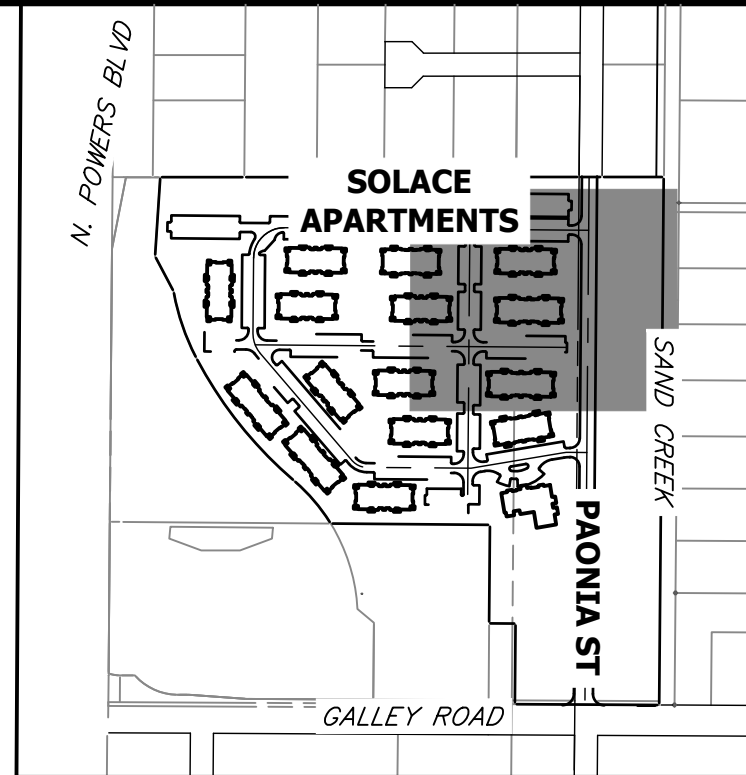 N. POWERS BLVD
SOLACE
APARTMENTS
SAND CREEK
PAONIA ST
GALLEY ROAD